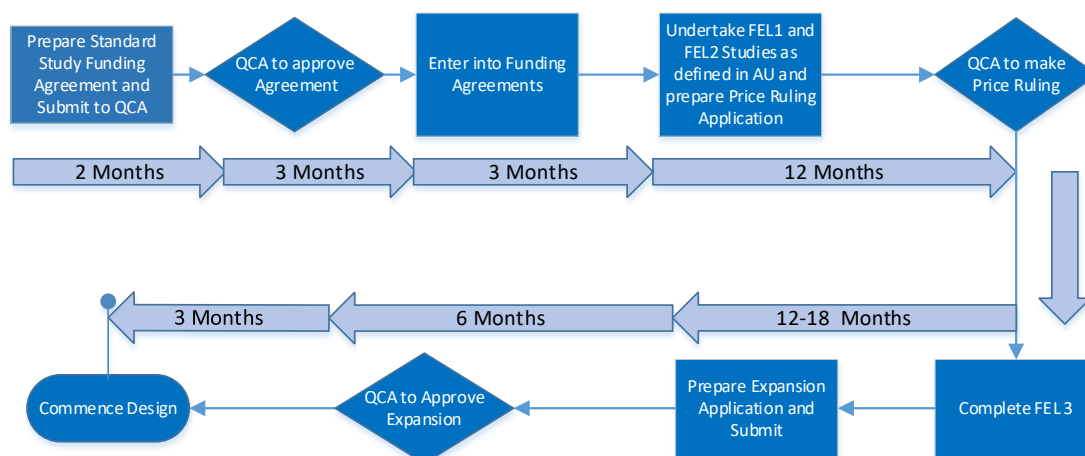 Prepare Standard
Study Funding
Agreement and
Submit to QCA
QCA to approve
Agreement
Enter into Funding
Agreements
Undertake FEL1 and
FEL2 Studies as
defined in AU and
prepare Price Ruling
Application
QCA to make
Price Ruling
2 Months
3 Months
3 Months
12 Months
3 Months
6 Months
12-18 Months
Commence Design
QCA to Approve
Expansion
Prepare Expansion
Application and
Submit
Complete FEL 3